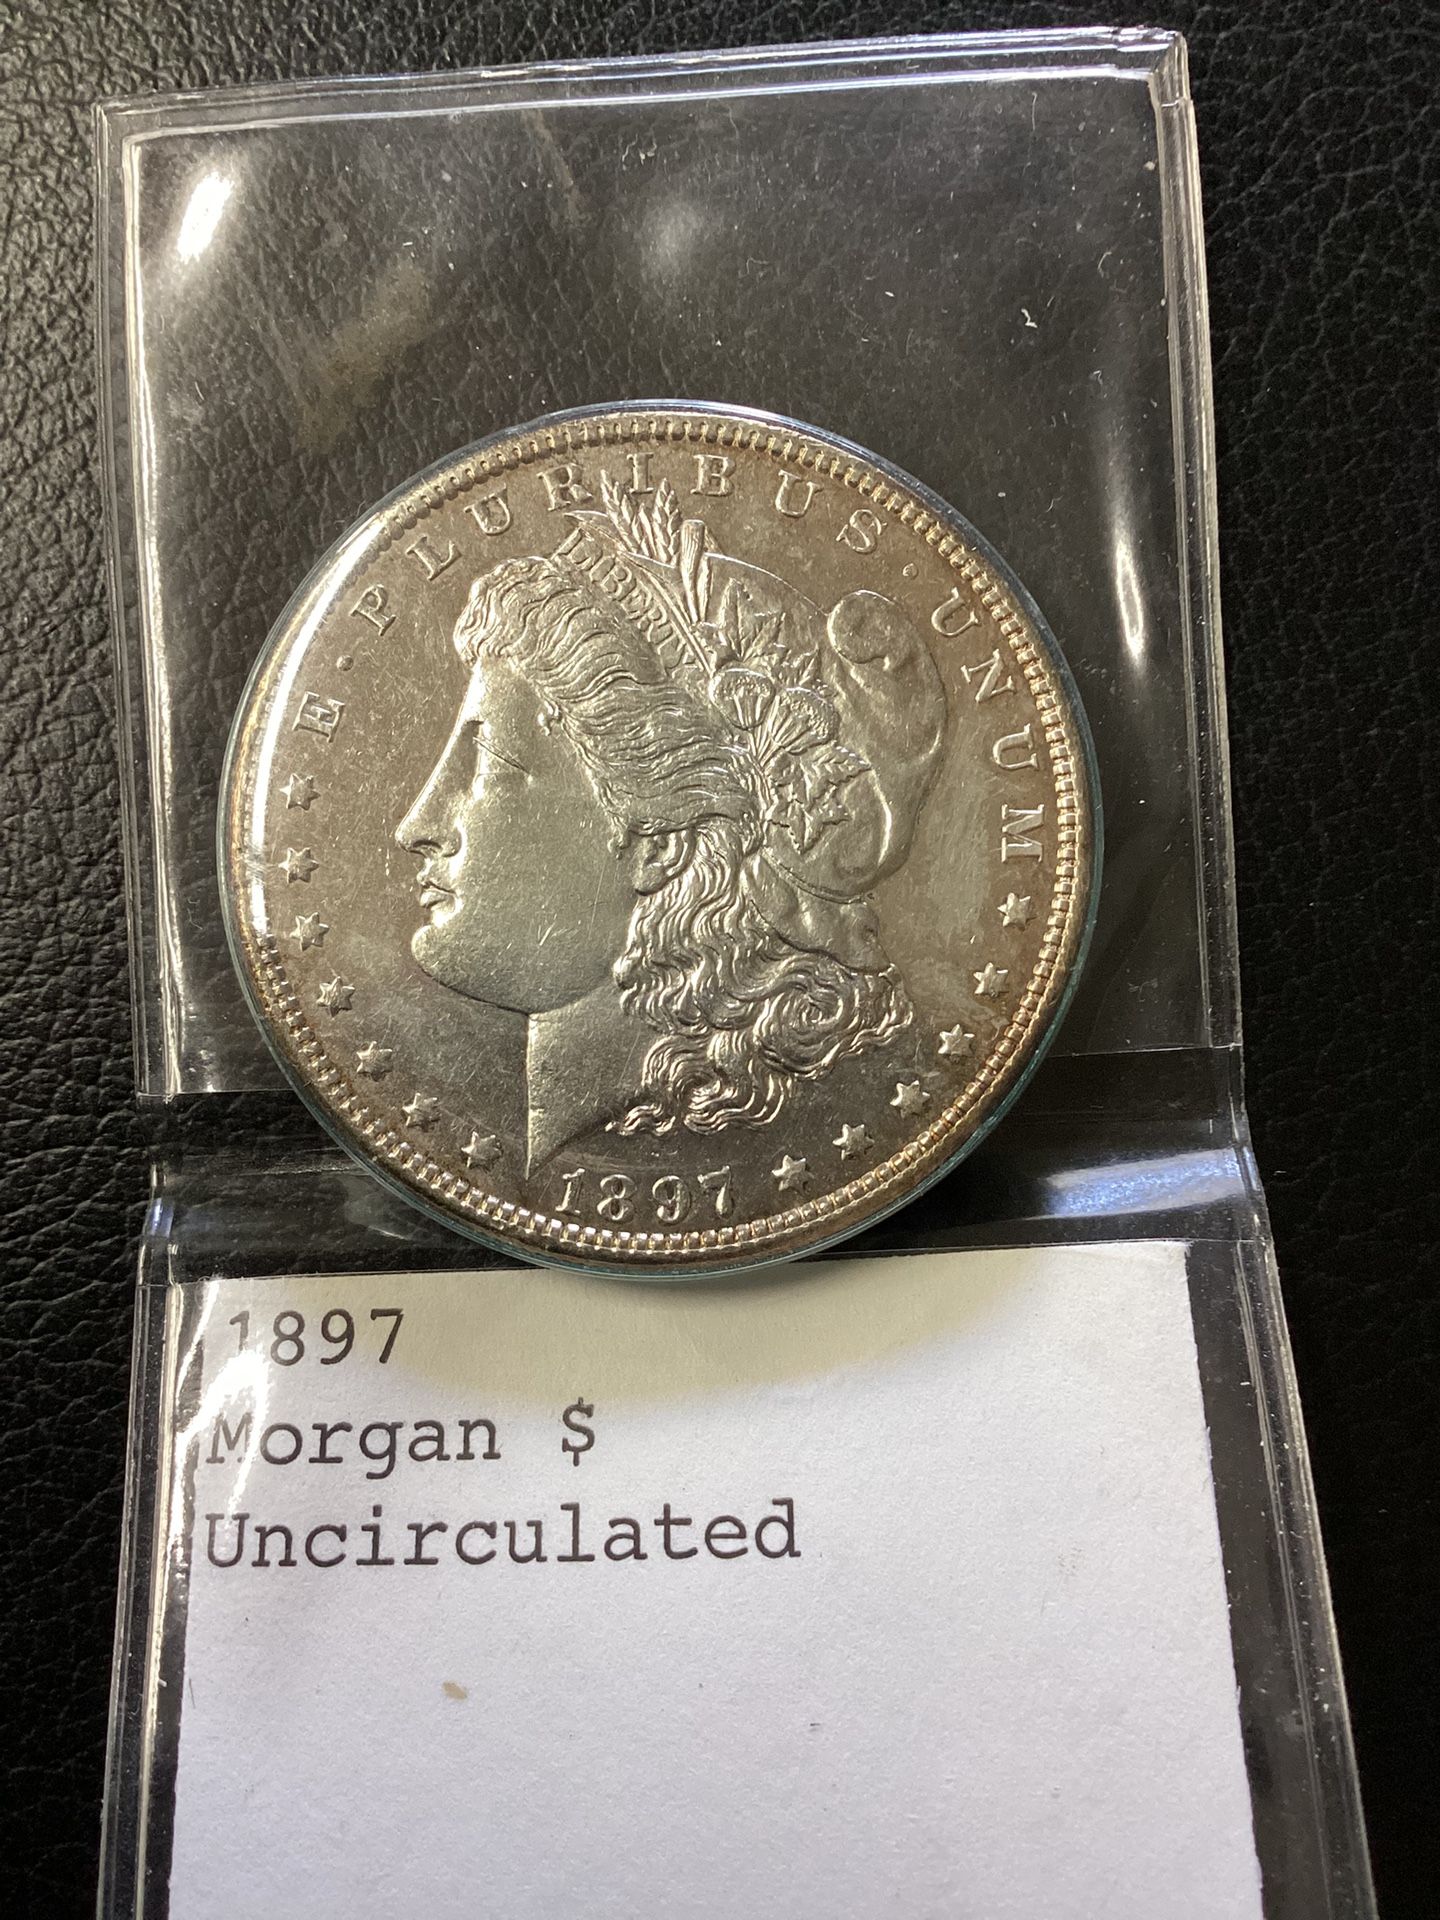 E · PLURIBUS · UNUM
LIBERTY
1897
1897
Morgan $
Uncirculated